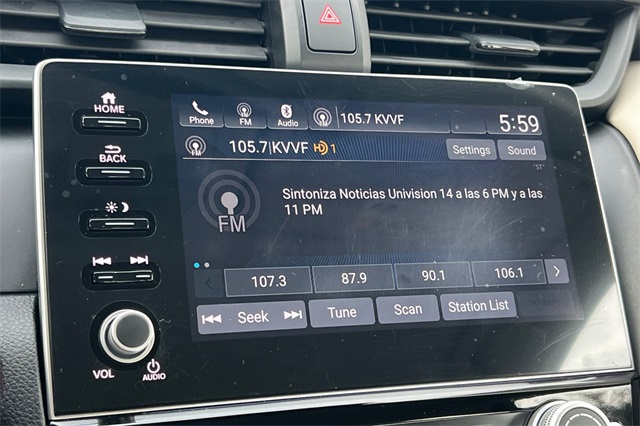 HOME
Phone
FM
Audio
105.7 KVVF
5:59
105.7|KVVF HD 1
Settings
Sound
BACK
"ST"
Sintoniza Noticias Univision 14 a las 6 PM y a las
11 PM
FM
107.3
87.9
90.1
106.1
Seek
Tune
Scan
Station List
VOL
AUDIO